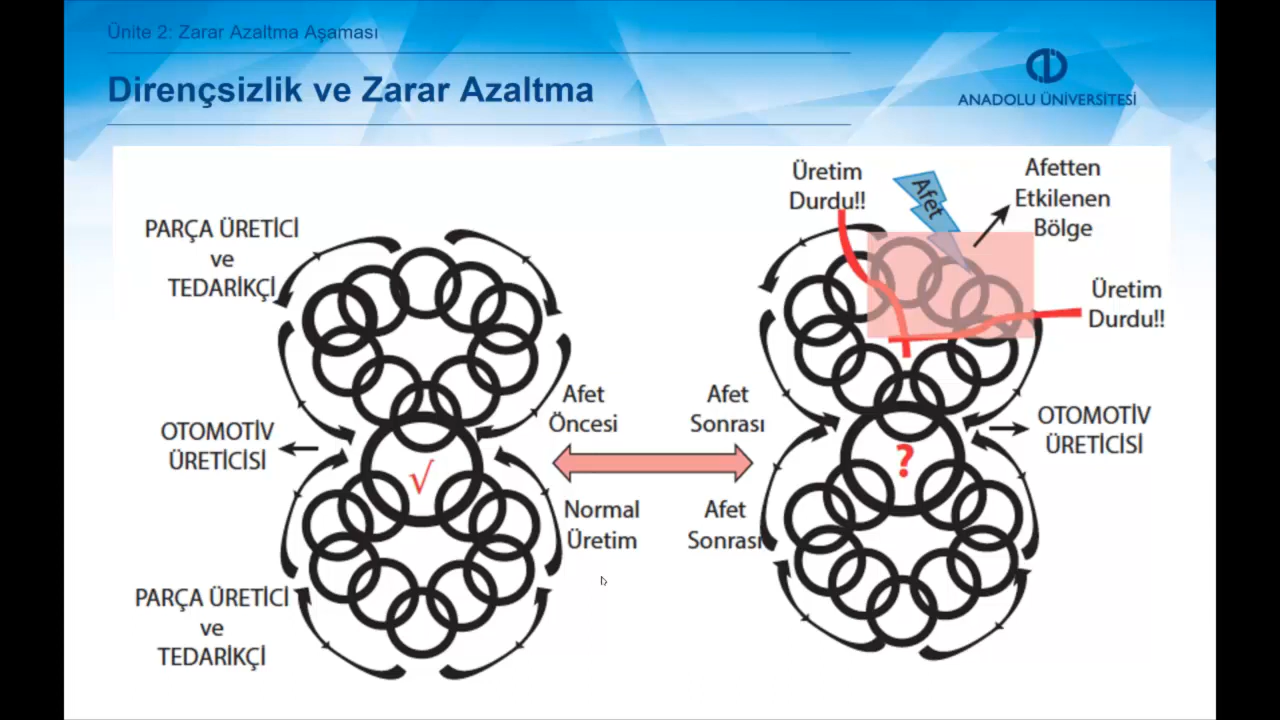 Ünite 2: Zarar Azaltma Aşaması
Dirençsizlik ve Zarar Azaltma
ANADOLU ÜNİVERSİTESİ
PARÇA ÜRETİCİ
ve
TEDARİKÇİ
OTOMOTİV
ÜRETİCİSİ
√
PARÇA ÜRETİCİ
ve
TEDARİKÇİ
Afet
Öncesi
Normal
Üretim
Afet
Sonrası
Afet
Sonrası
Üretim
Durdu!!
Afet
Afetten
Etkilenen
Bölge
Üretim
Durdu!!
OTOMOTİV
ÜRETİCİSİ
?